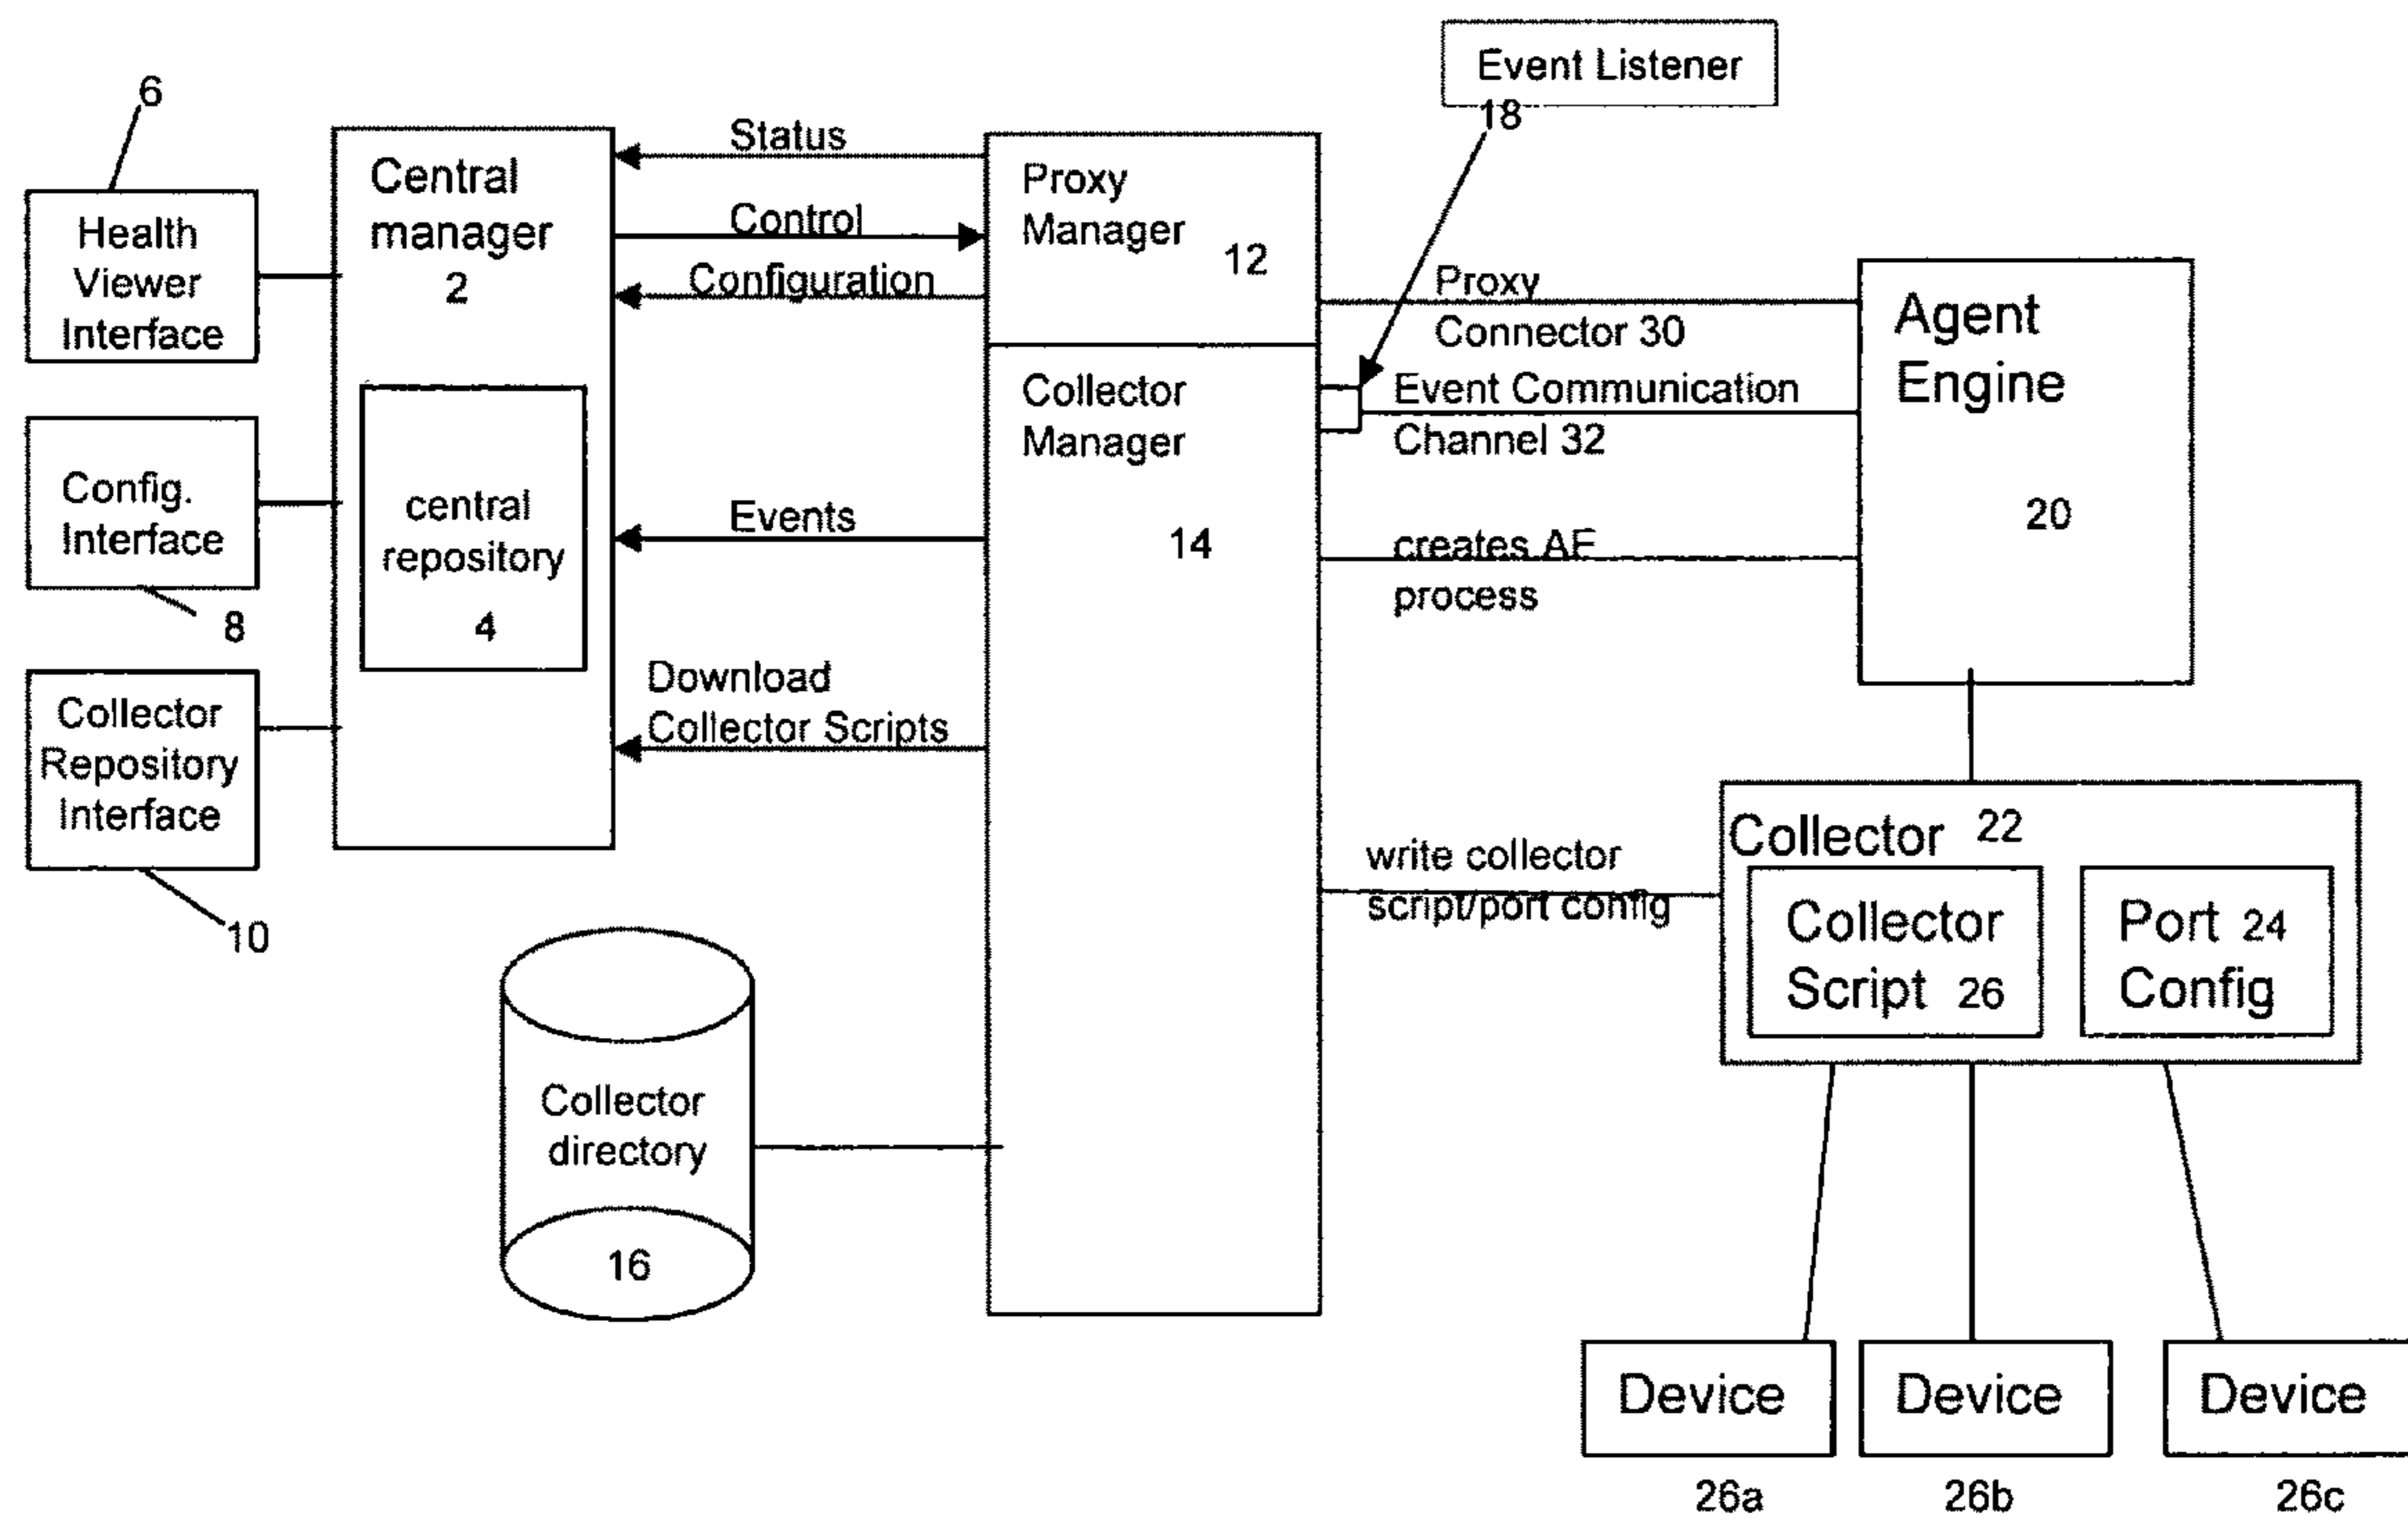 Event Listener
18
6
Health
Viewer
Interface
Central
manager
2
Status
Control
Configuration
Proxy
Manager
12
Proxy
Connector 30
Agent
Engine
20
Config.
Interface
8
central
repository
4
Events
Collector
Manager
14
Event Communication
Channel 32
creates AE
process
Collector
Repository
Interface
10
Download
Collector Scripts
write collector
script/port config
Collector 22
Collector
Script 26
Port 24
Config
Collector
directory
16
Device
Device
Device
26a
26b
26c